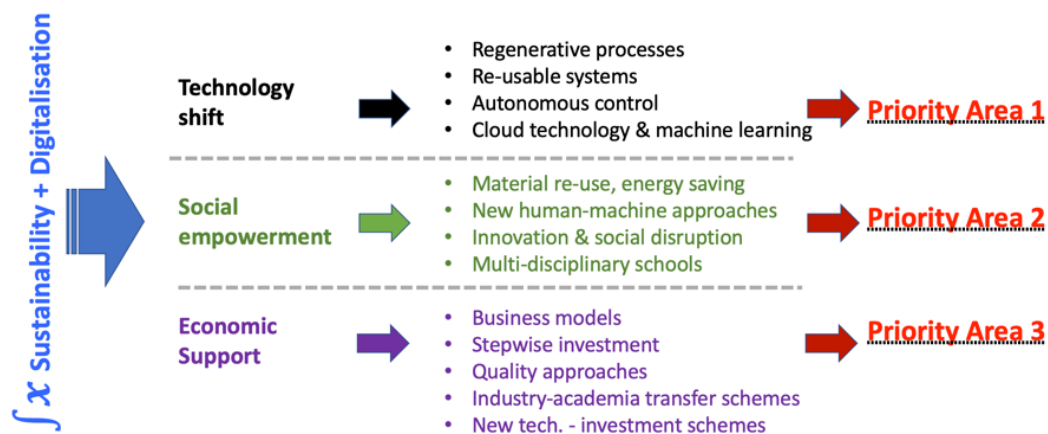 ∫ x Sustainability + Digitalisation
Technology
shift
• Regenerative processes
• Re-usable systems
• Autonomous control
• Cloud technology & machine learning
Priority Area 1
Social
empowerment
• Material re-use, energy saving
• New human-machine approaches
• Innovation & social disruption
• Multi-disciplinary schools
Priority Area 2
Economic
Support
• Business models
• Stepwise investment
• Quality approaches
• Industry-academia transfer schemes
• New tech. - investment schemes
Priority Area 3